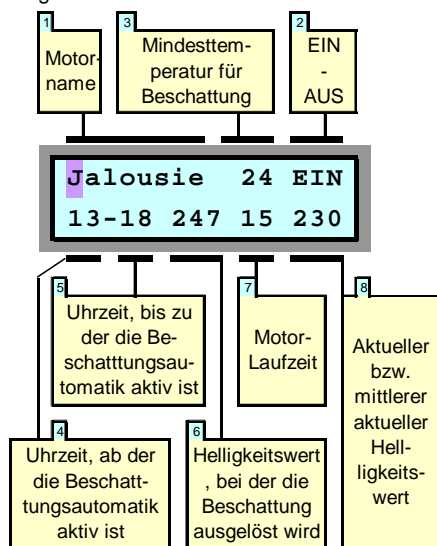 1
Motor-
name
3
Mindesttem-
peratur für
Beschattung
2
EIN
-
AUS
Jalousie 24 EIN
13-18 247 15 230
5
Uhrzeit, bis zu
der die Be-
schatttungsau-
tomatik aktiv ist
7
Motor-
Laufzeit
8
Aktueller
bzw.
mittlerer
aktueller
Hell-
ligkeits-
wert
4
Uhrzeit, ab der
die Beschatt-
tungsautomatik
aktiv ist
6
Helligkeitswert
, bei der die
Beschattung
ausgelöst wird